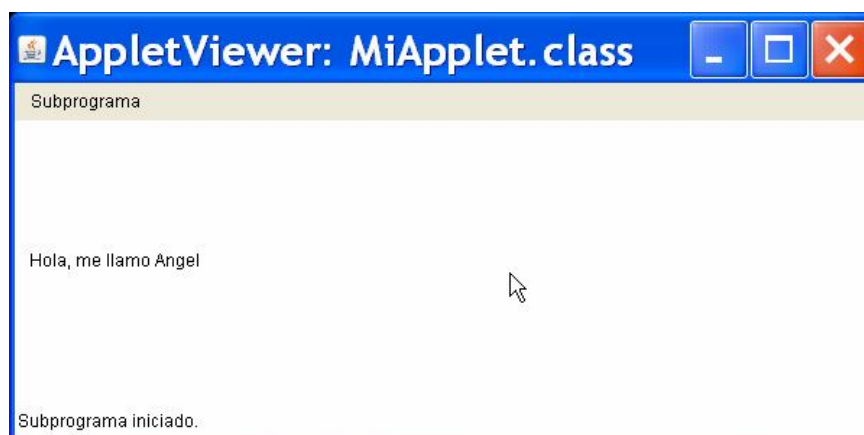 AppletViewer: MiApplet.class
Subprograma
Hola, me llamo Angel
Subprograma iniciado.